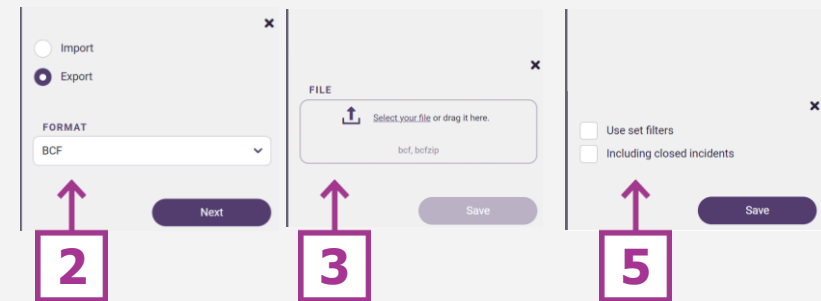 Import
Export
FORMAT
BCF
Next
2
FILE
Select your file or drag it here.
bcf, bcfzip
Save
3
Use set filters
Including closed incidents
Save
5